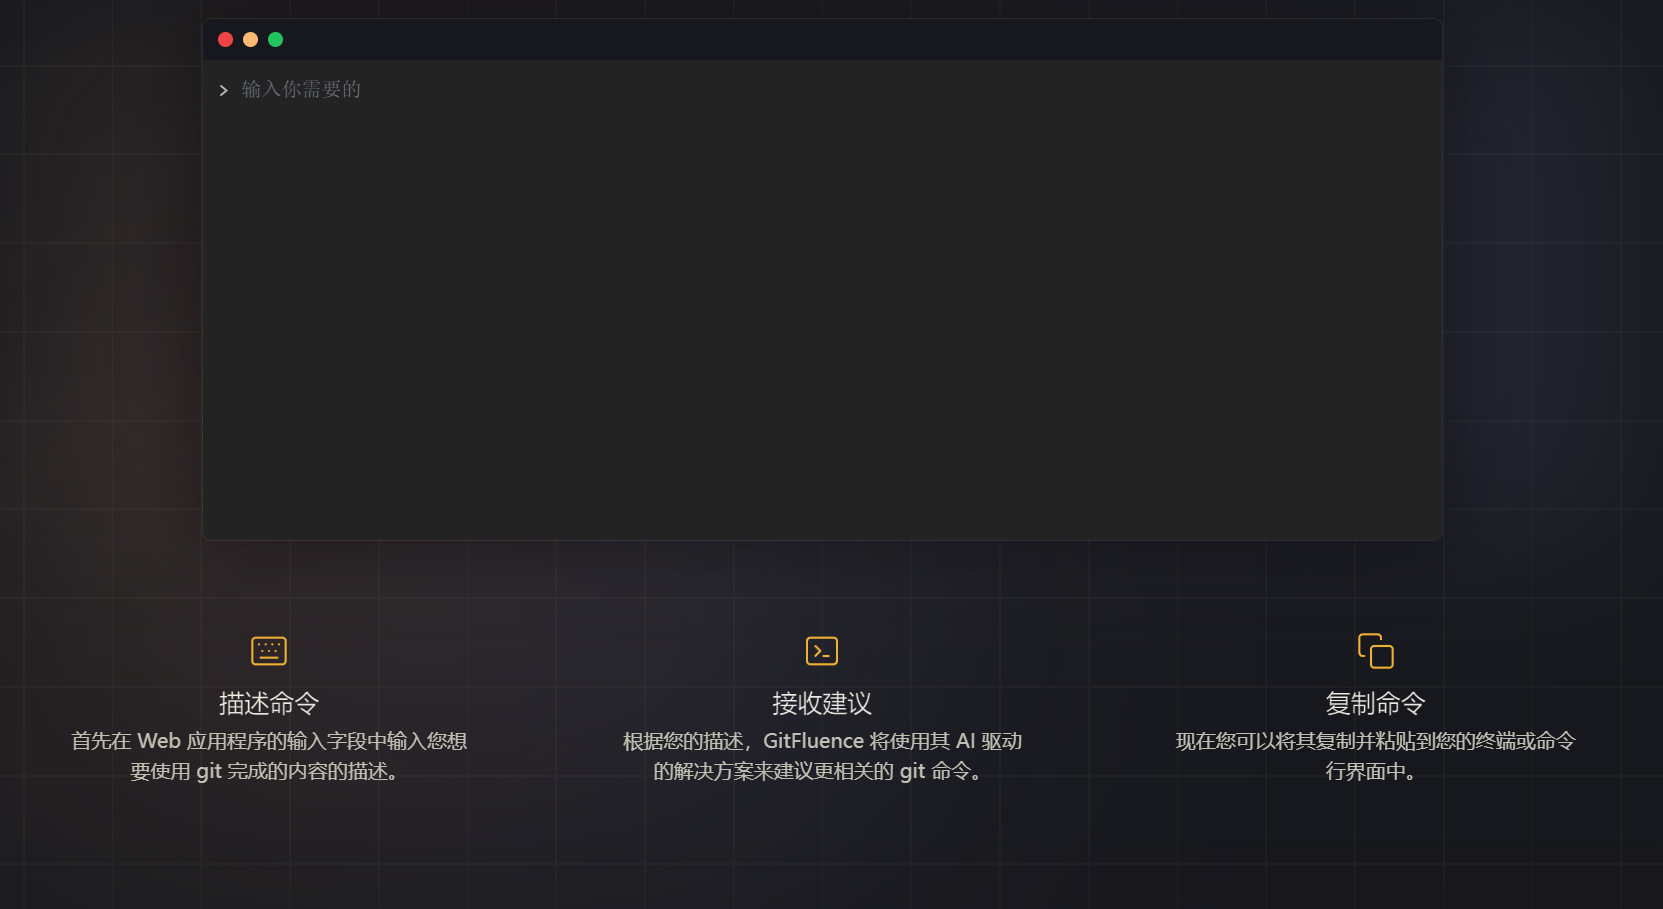 > 输入你需要的
描述命令
首先在 Web 应用程序的输入字段中输入您想
要使用 git 完成的内容的描述。
接收建议
根据您的描述，GitFluence 将使用其 AI 驱动
的解决方案来建议更相关的 git 命令。
复制命令
现在您可以将其复制并粘贴到您的终端或命令
行界面中。